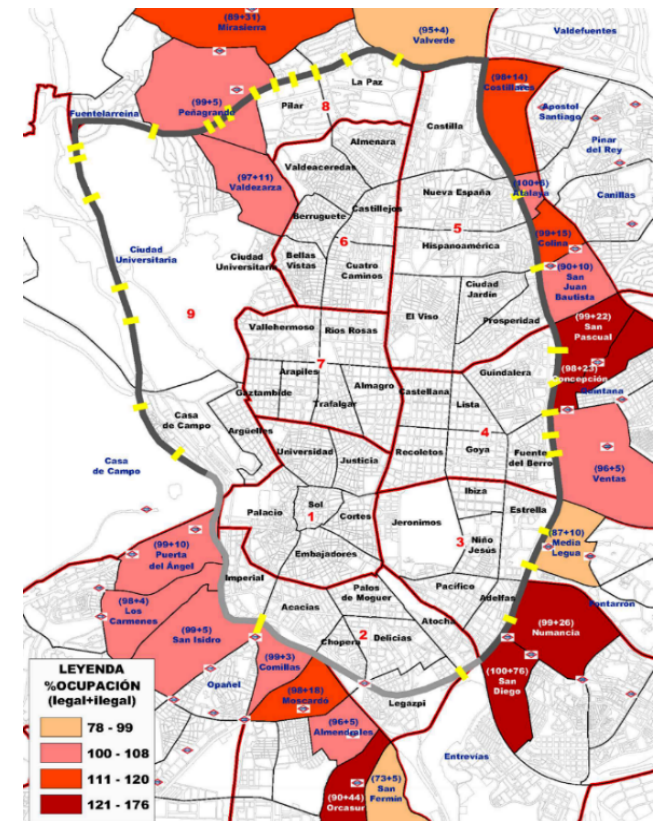 (89+31)
Mirasierra
(95+4)
Valverde
Valdefuentes
La Paz
(99+5)
Peñagrande
Pilar
8
(98+14)
Costillares
Fuentelarreina
Apostol
Santiago
Castilla
Pinar
del Rey
Almenara
Valdeaceredas
(97+11)
Valdezarza
(100+6)
Atalaya
Canillas
Nueva España
Castillejos
Berruguete
5
(99+15)
Colina
Hispanoamérica
6
Ciudad
Universitaria
Ciudad
Universitaria
Bellas
Vistas
Cuatro
Caminos
(90+10)
San
Juan
Bautista
Ciudad
Jardín
9
El Viso
Prosperidad
Vallehermoso
Rios Rosas
(99+22)
San
Pascual
7
Guindalera
(98+23)
Concepción
Quintana
Arapiles
Almagro
Gaztambide
Trafalgar
Castellana
Lista
Casa
de Campo
Argüelles
4
Universidad
Justicia
Recoletos
Goya
Fuente
del Berro
(96+5)
Ventas
Casa
de Campo
Ibiza
Palacio
Sol
1
Cortes
Jeronimos
Estrella
Niño
Jesús
3
(87+10)
Media
Legua
(99+10)
Puerta
del Ángel
Embajadores
Imperial
Pacífico
Adelfas
Palos
de Moguer
Acacias
Atocha
Fontarrón
(98+4)
Los
Carmenes
(99+5)
San Isidro
(99+26)
Numancia
2
Chopera
Delicias
(99+3)
Comillas
(100+76)
San
Diego
Opañel
(98+18)
Moscardó
Legazpi
(96+5)
Almendrales
Entrevías
(90+44)
Orcasur
(73+5)
San
Fermín
LEYENDA
%OCUPACIÓN
(legal+ilegal)
78 - 99
100 - 108
111 - 120
121 - 176